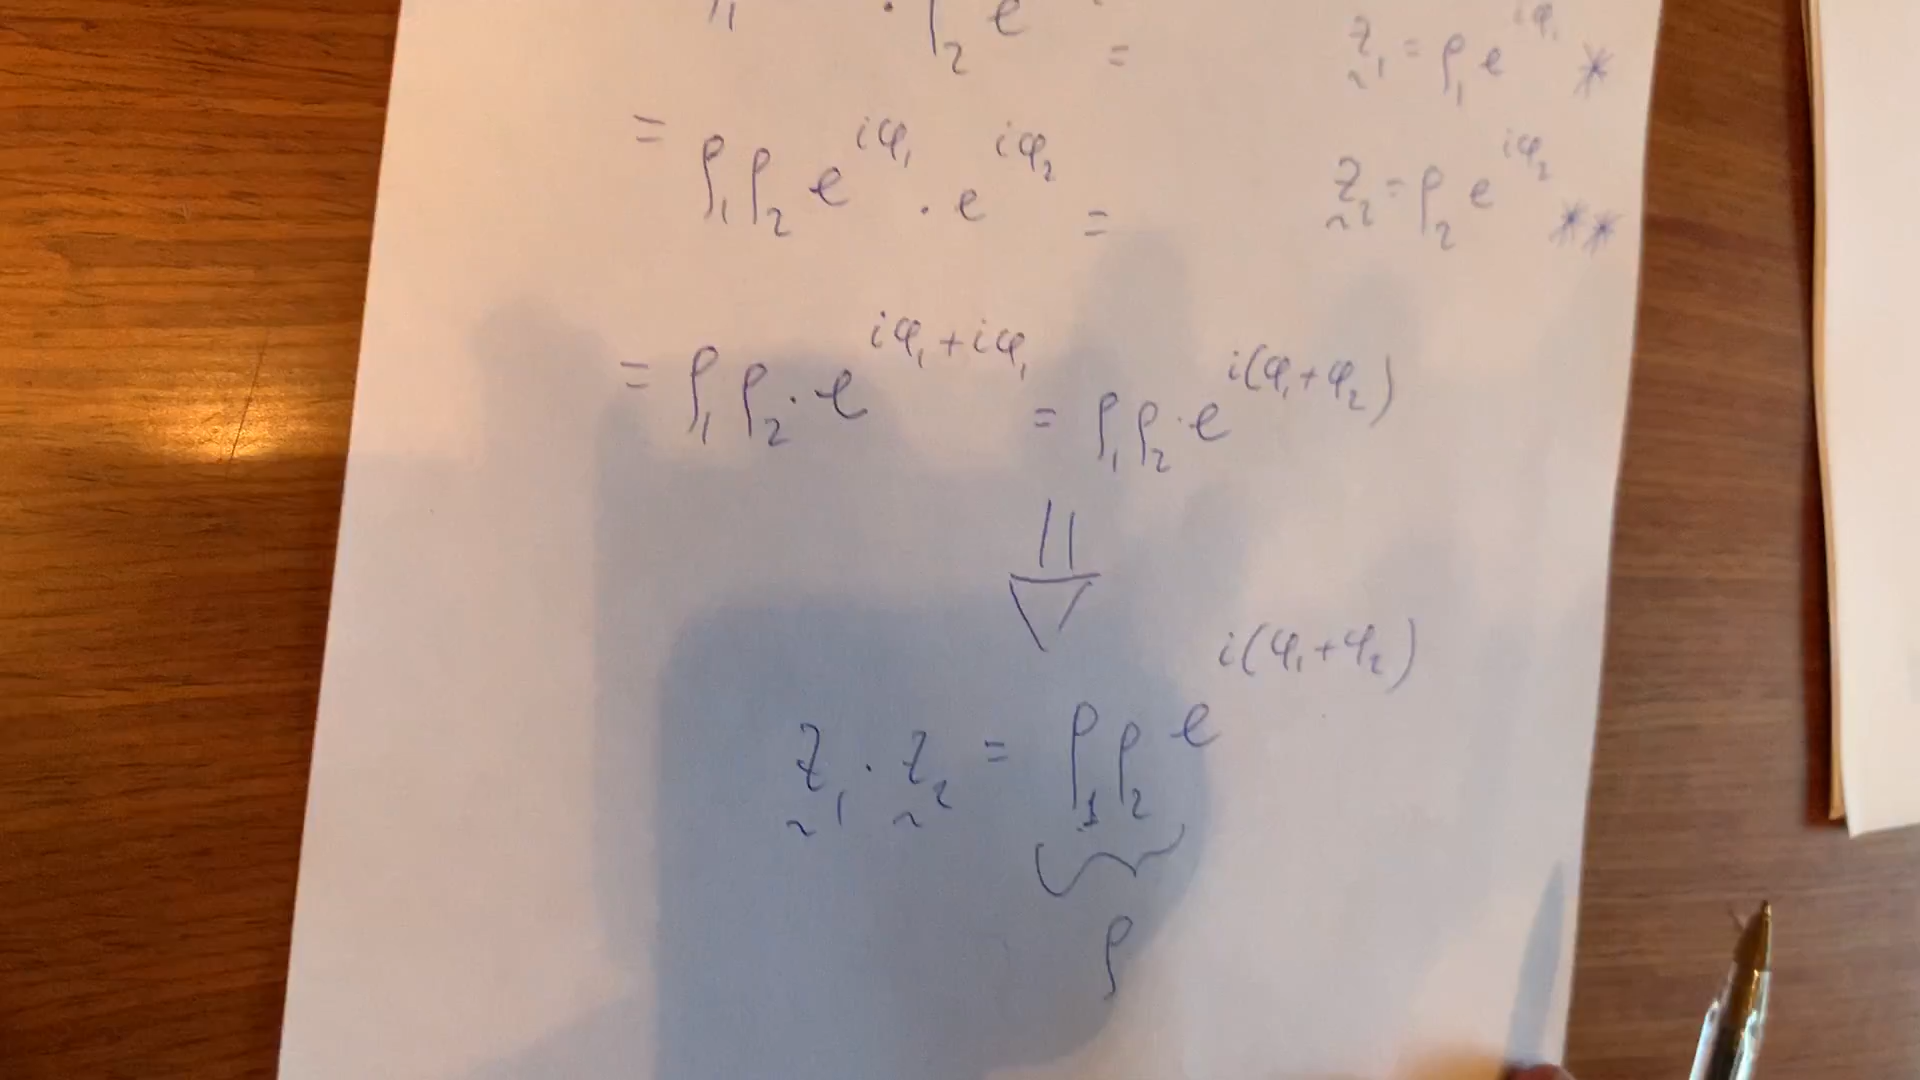 · ρ₂ e =
z₁ = ρ₁ e^{iφ₁} *
= ρ₁ρ₂ e^{iφ₁} · e^{iφ₂} =
z₂ = ρ₂ e^{iφ₂} **
= ρ₁ρ₂ · e^{iφ₁+iφ₁} = ρ₁ρ₂ · e^{i(φ₁+φ₂)}
⇓
z₁ · z₂ = ρ₁ρ₂ e^{i(φ₁+φ₂)}
ρ